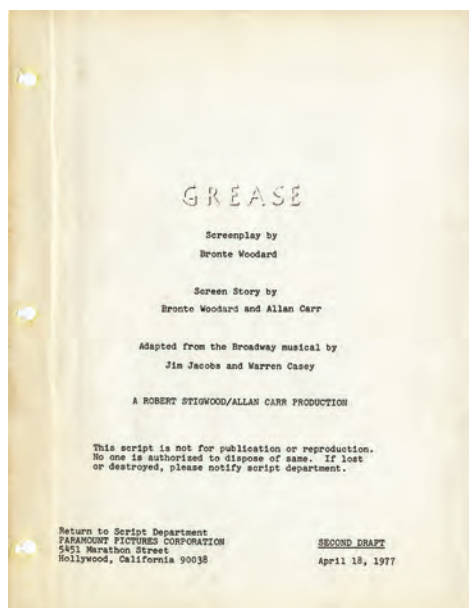 GREASE
Screenplay by
Bronte Woodard
Screen Story by
Bronte Woodard and Allan Carr
Adapted from the Broadway musical by
Jim Jacobs and Warren Casey
A ROBERT STIGWOOD/ALLAN CARR PRODUCTION
This script is not for publication or reproduction.
No one is authorized to dispose of same. If lost
or destroyed, please notify script department.
Return to Script Department
PARAMOUNT PICTURES CORPORATION
5451 Marathon Street
Hollywood, California 90038
SECOND DRAFT
April 18, 1977